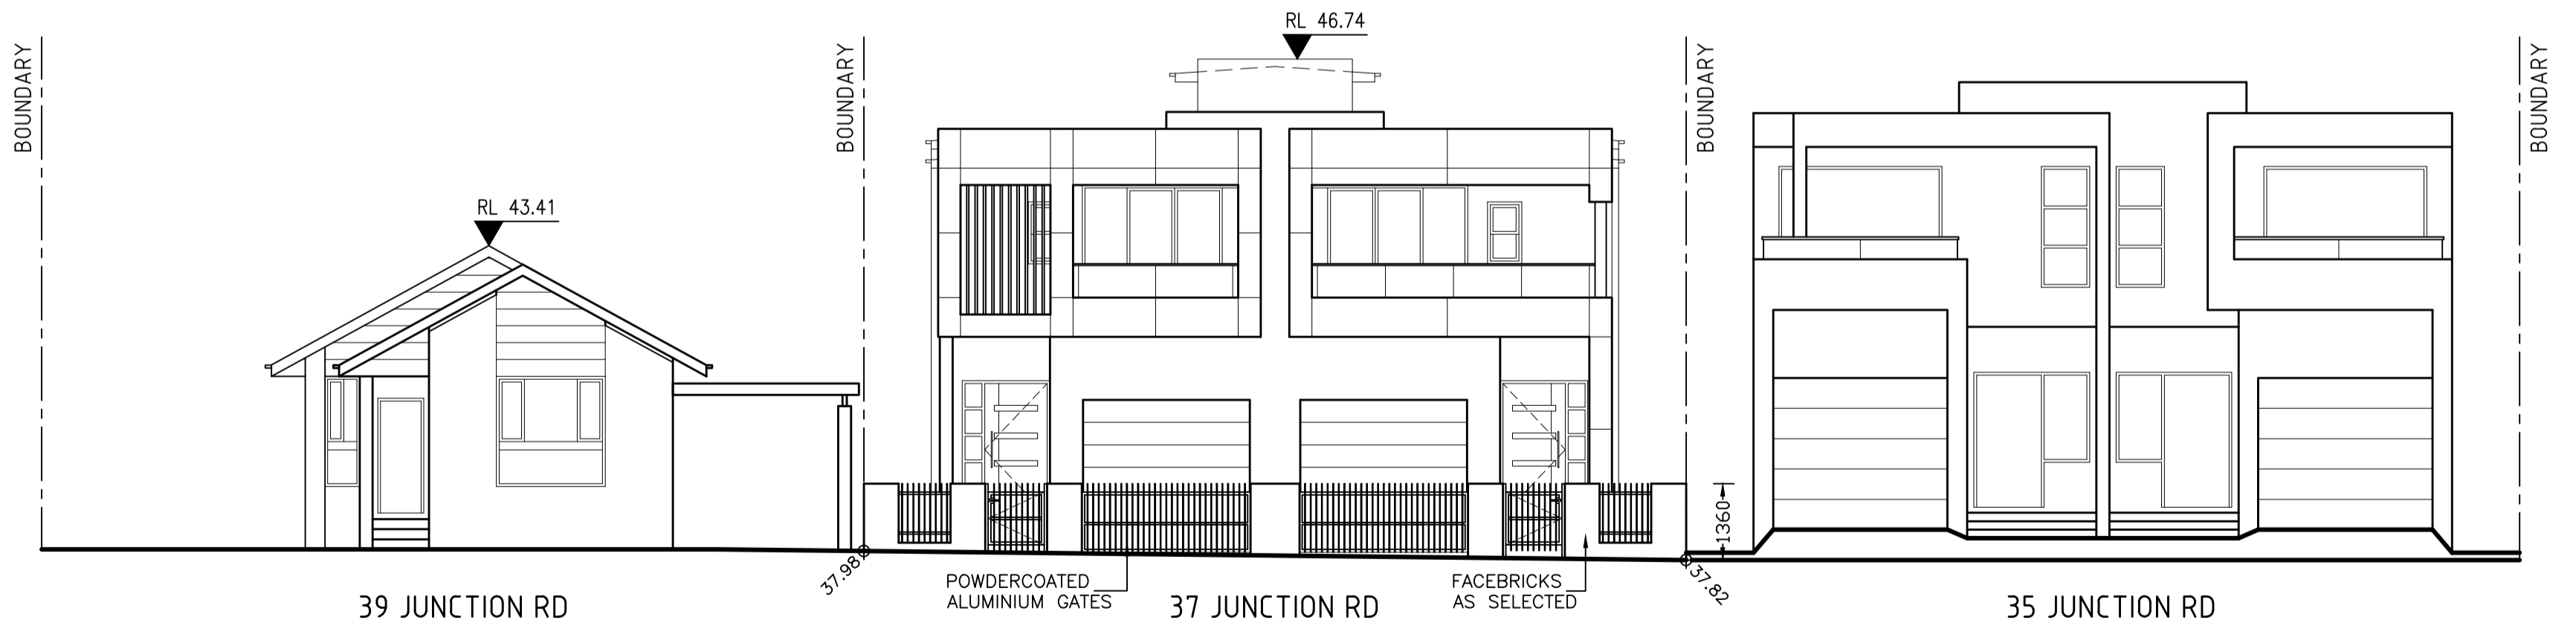 BOUNDARY
BOUNDARY
RL 46.74
BOUNDARY
BOUNDARY
RL 43.41
1360
37.98
POWDERCOATED
ALUMINIUM GATES
FACEBRICKS
AS SELECTED
37.82
39 JUNCTION RD
37 JUNCTION RD
35 JUNCTION RD